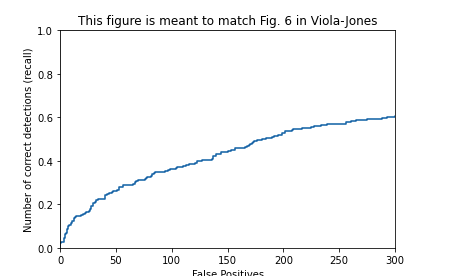 This figure is meant to match Fig. 6 in Viola-Jones
Number of correct detections (recall)
1.0
0.8
0.6
0.4
0.2
0.0
0 50 100 150 200 250 300
False Positives